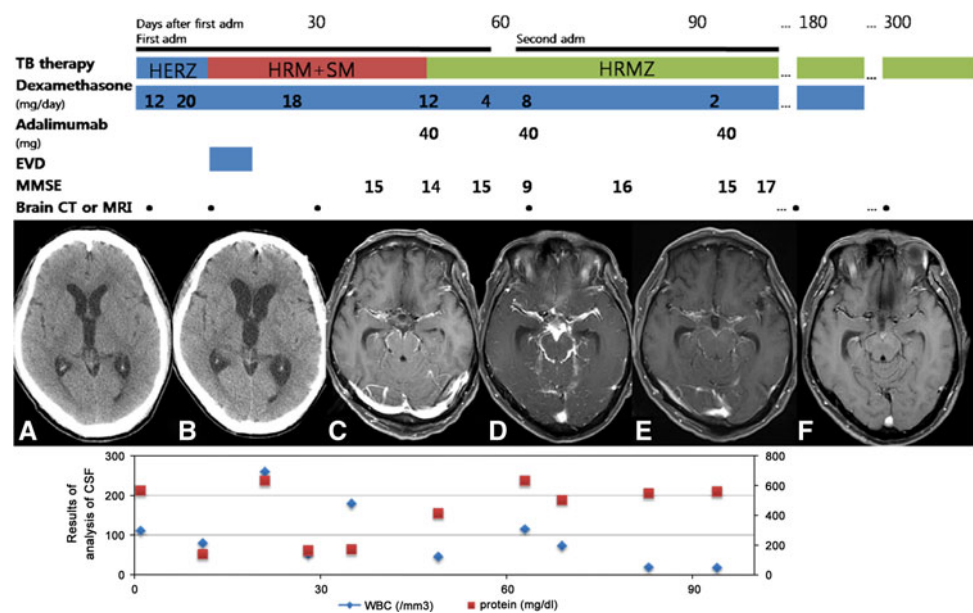 Days after first adm 30 60 90 ... 180 ... 300
First adm Second adm
TB therapy HERZ HRM+SM HRMZ ... ...
Dexamethasone 12 20 18 12 4 8 2 ...
(mg/day)
Adalimumab 40 40 40
(mg)
EVD
MMSE 15 14 15 9 16 15 17
Brain CT or MRI ... ...
A B C D E F
Results of
analysis of CSF
300 800
600
200
400
100
200
0 0
0 30 60 90
WBC (/mm3) protein (mg/dl)